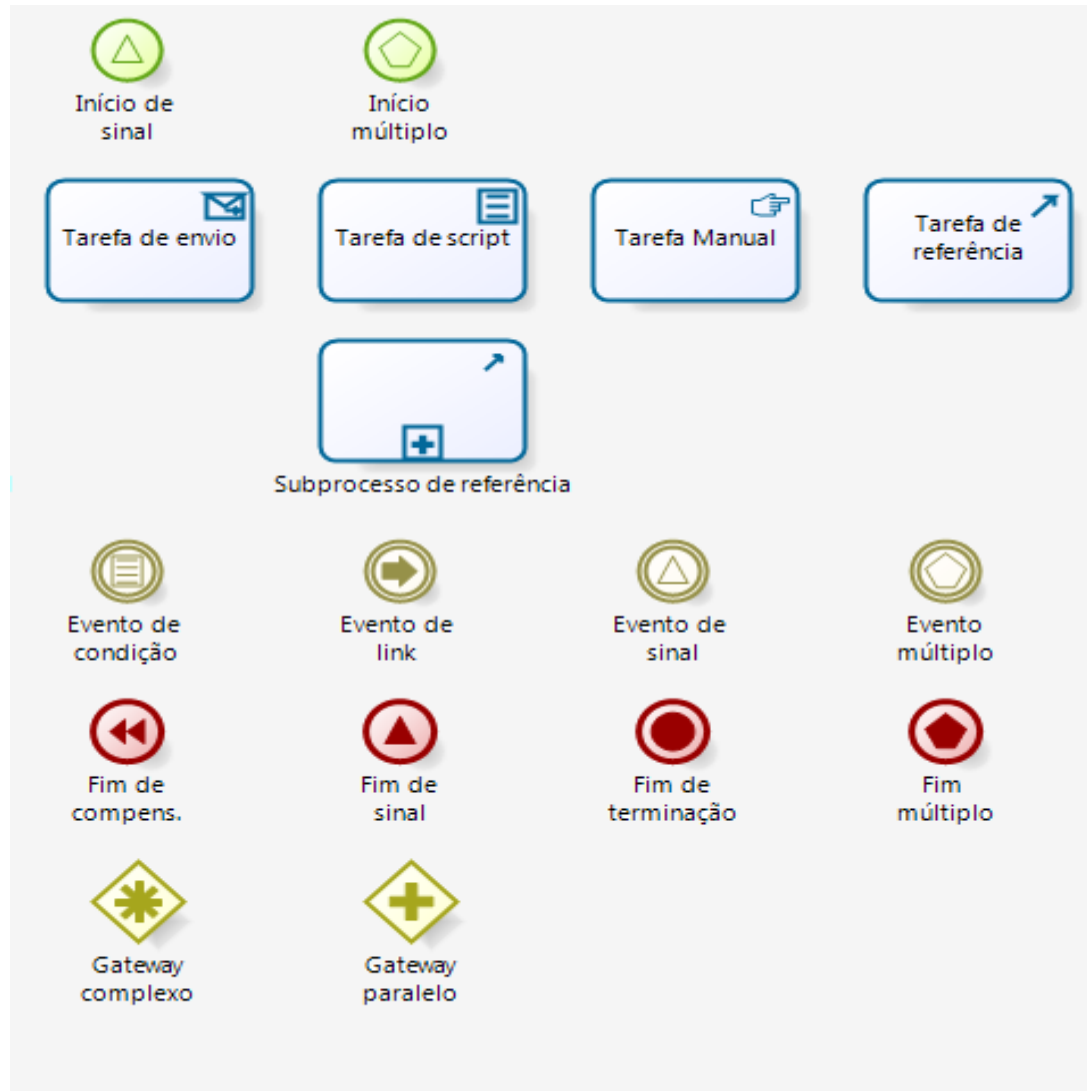 Início de
sinal
Início
múltiplo
Tarefa de envio
Tarefa de script
Tarefa Manual
Tarefa de
referência
Subprocesso de referência
Evento de
condição
Evento de
link
Evento de
sinal
Evento
múltiplo
Fim de
compens.
Fim de
sinal
Fim de
terminação
Fim
múltiplo
Gateway
complexo
Gateway
paralelo